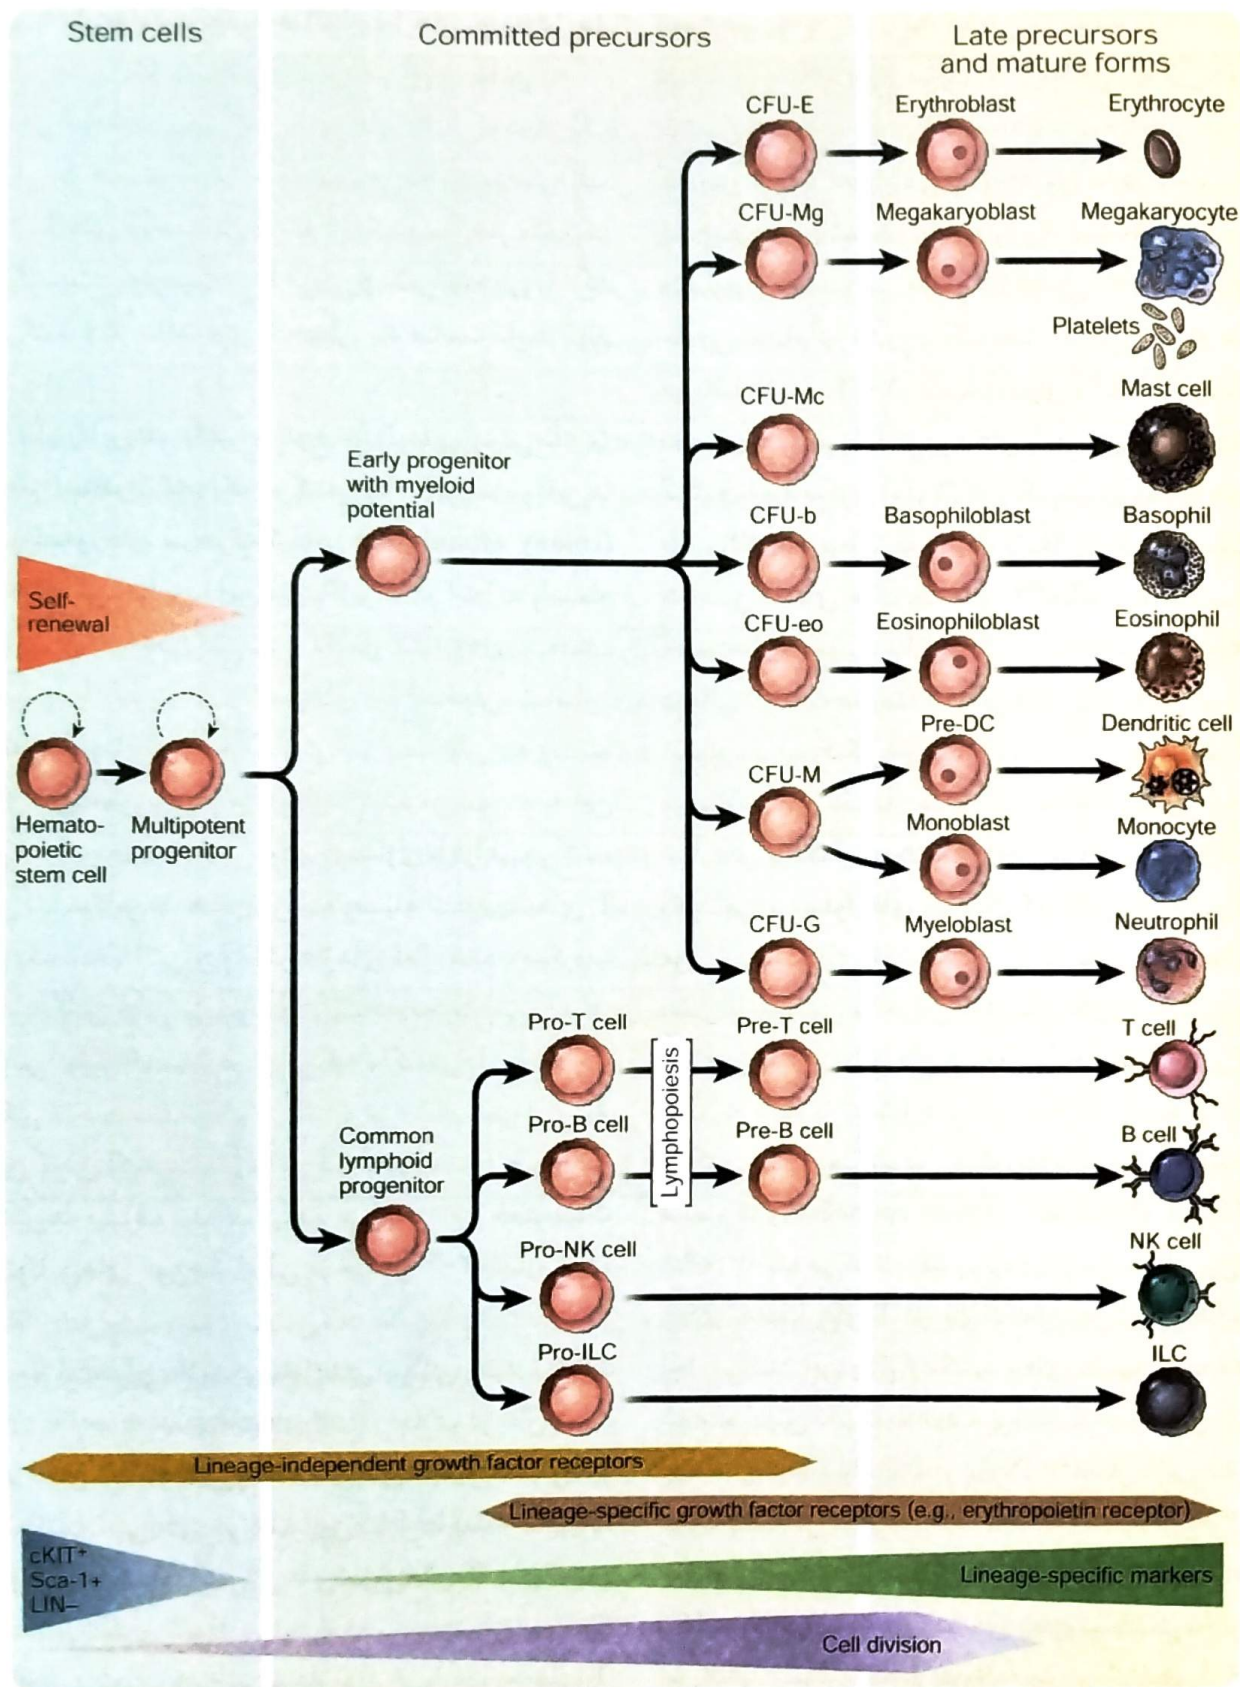 Stem cells
Committed precursors
Late precursors
and mature forms
CFU-E
Erythroblast
Erythrocyte
CFU-Mg
Megakaryoblast
Megakaryocyte
Platelets
CFU-Mc
Mast cell
Early progenitor
with myeloid
potential
CFU-b
Basophiloblast
Basophil
Self-
renewal
CFU-eo
Eosinophiloblast
Eosinophil
Pre-DC
Dendritic cell
CFU-M
Monoblast
Monocyte
Hemato-
poietic
stem cell
Multipotent
progenitor
CFU-G
Myeloblast
Neutrophil
Pro-T cell
Pre-T cell
T cell
Lymphopoiesis
Pro-B cell
Pre-B cell
B cell
Common
lymphoid
progenitor
Pro-NK cell
NK cell
Pro-ILC
ILC
Lineage-independent growth factor receptors
Lineage-specific growth factor receptors (e.g., erythropoietin receptor)
cKIT+
Sca-1+
LIN–
Lineage-specific markers
Cell division